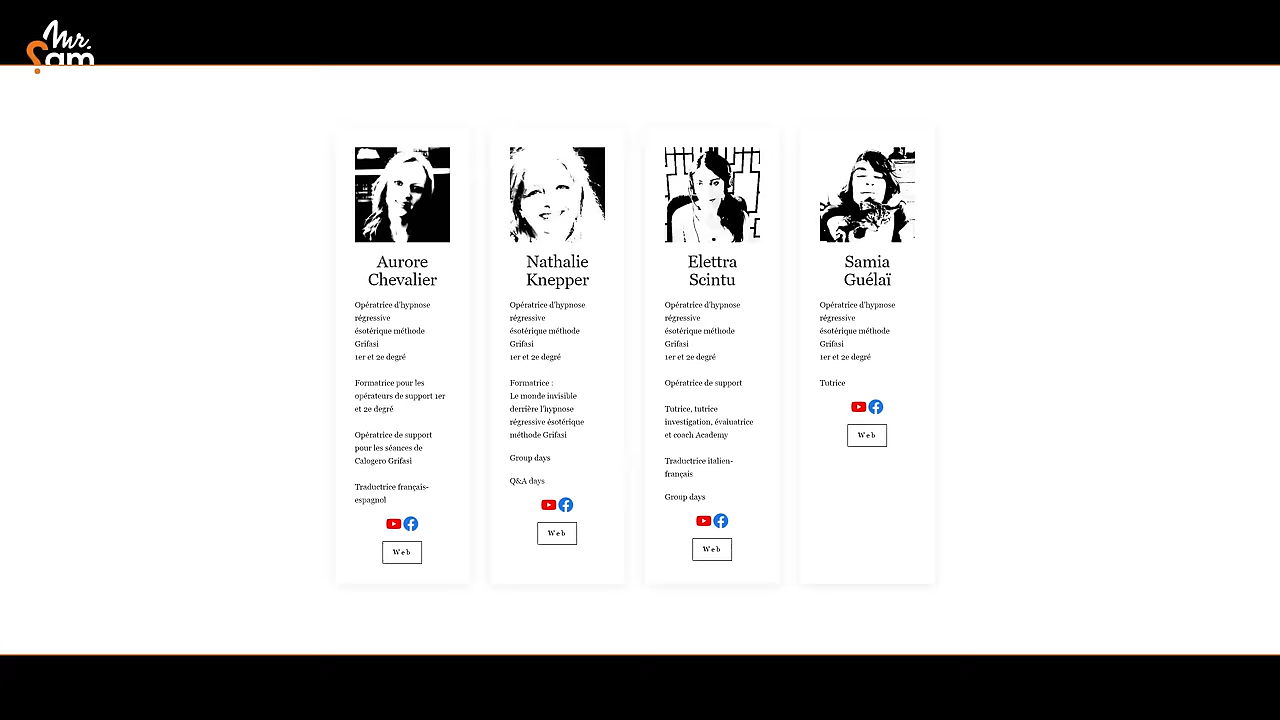 Mr.
Sam
Aurore
Chevalier
Opératrice d'hypnose
régressive
ésotérique méthode
Grifasi
1er et 2e degré
Formatrice pour les
opérateurs de support 1er
et 2e degré
Opératrice de support
pour les séances de
Calogero Grifasi
Traductrice français-
espagnol
Web
Nathalie
Knepper
Opératrice d'hypnose
régressive
ésotérique méthode
Grifasi
1er et 2e degré
Formatrice :
Le monde invisible
derrière l'hypnose
régressive ésotérique
méthode Grifasi
Group days
Q&A days
Web
Elettra
Scintu
Opératrice d'hypnose
régressive
ésotérique méthode
Grifasi
1er et 2e degré
Opératrice de support
Tutrice, tutrice
investigation, évaluatrice
et coach Academy
Traductrice italien-
français
Group days
Web
Samia
Guélaï
Opératrice d'hypnose
régressive
ésotérique méthode
Grifasi
1er et 2e degré
Tutrice
Web